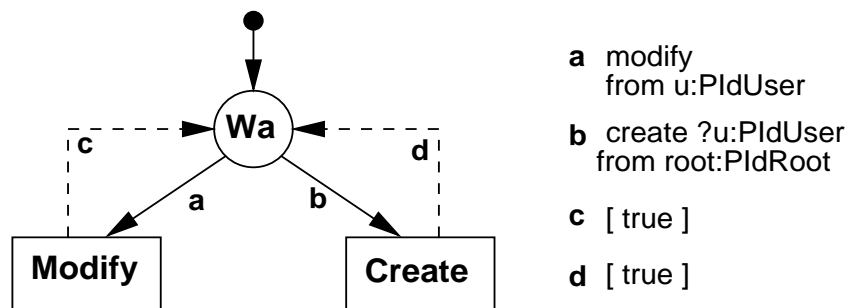 Wa
c
d
a
b
Modify
Create
a modify
from u:PIdUser
b create ?u:PIdUser
from root:PIdRoot
c [ true ]
d [ true ]